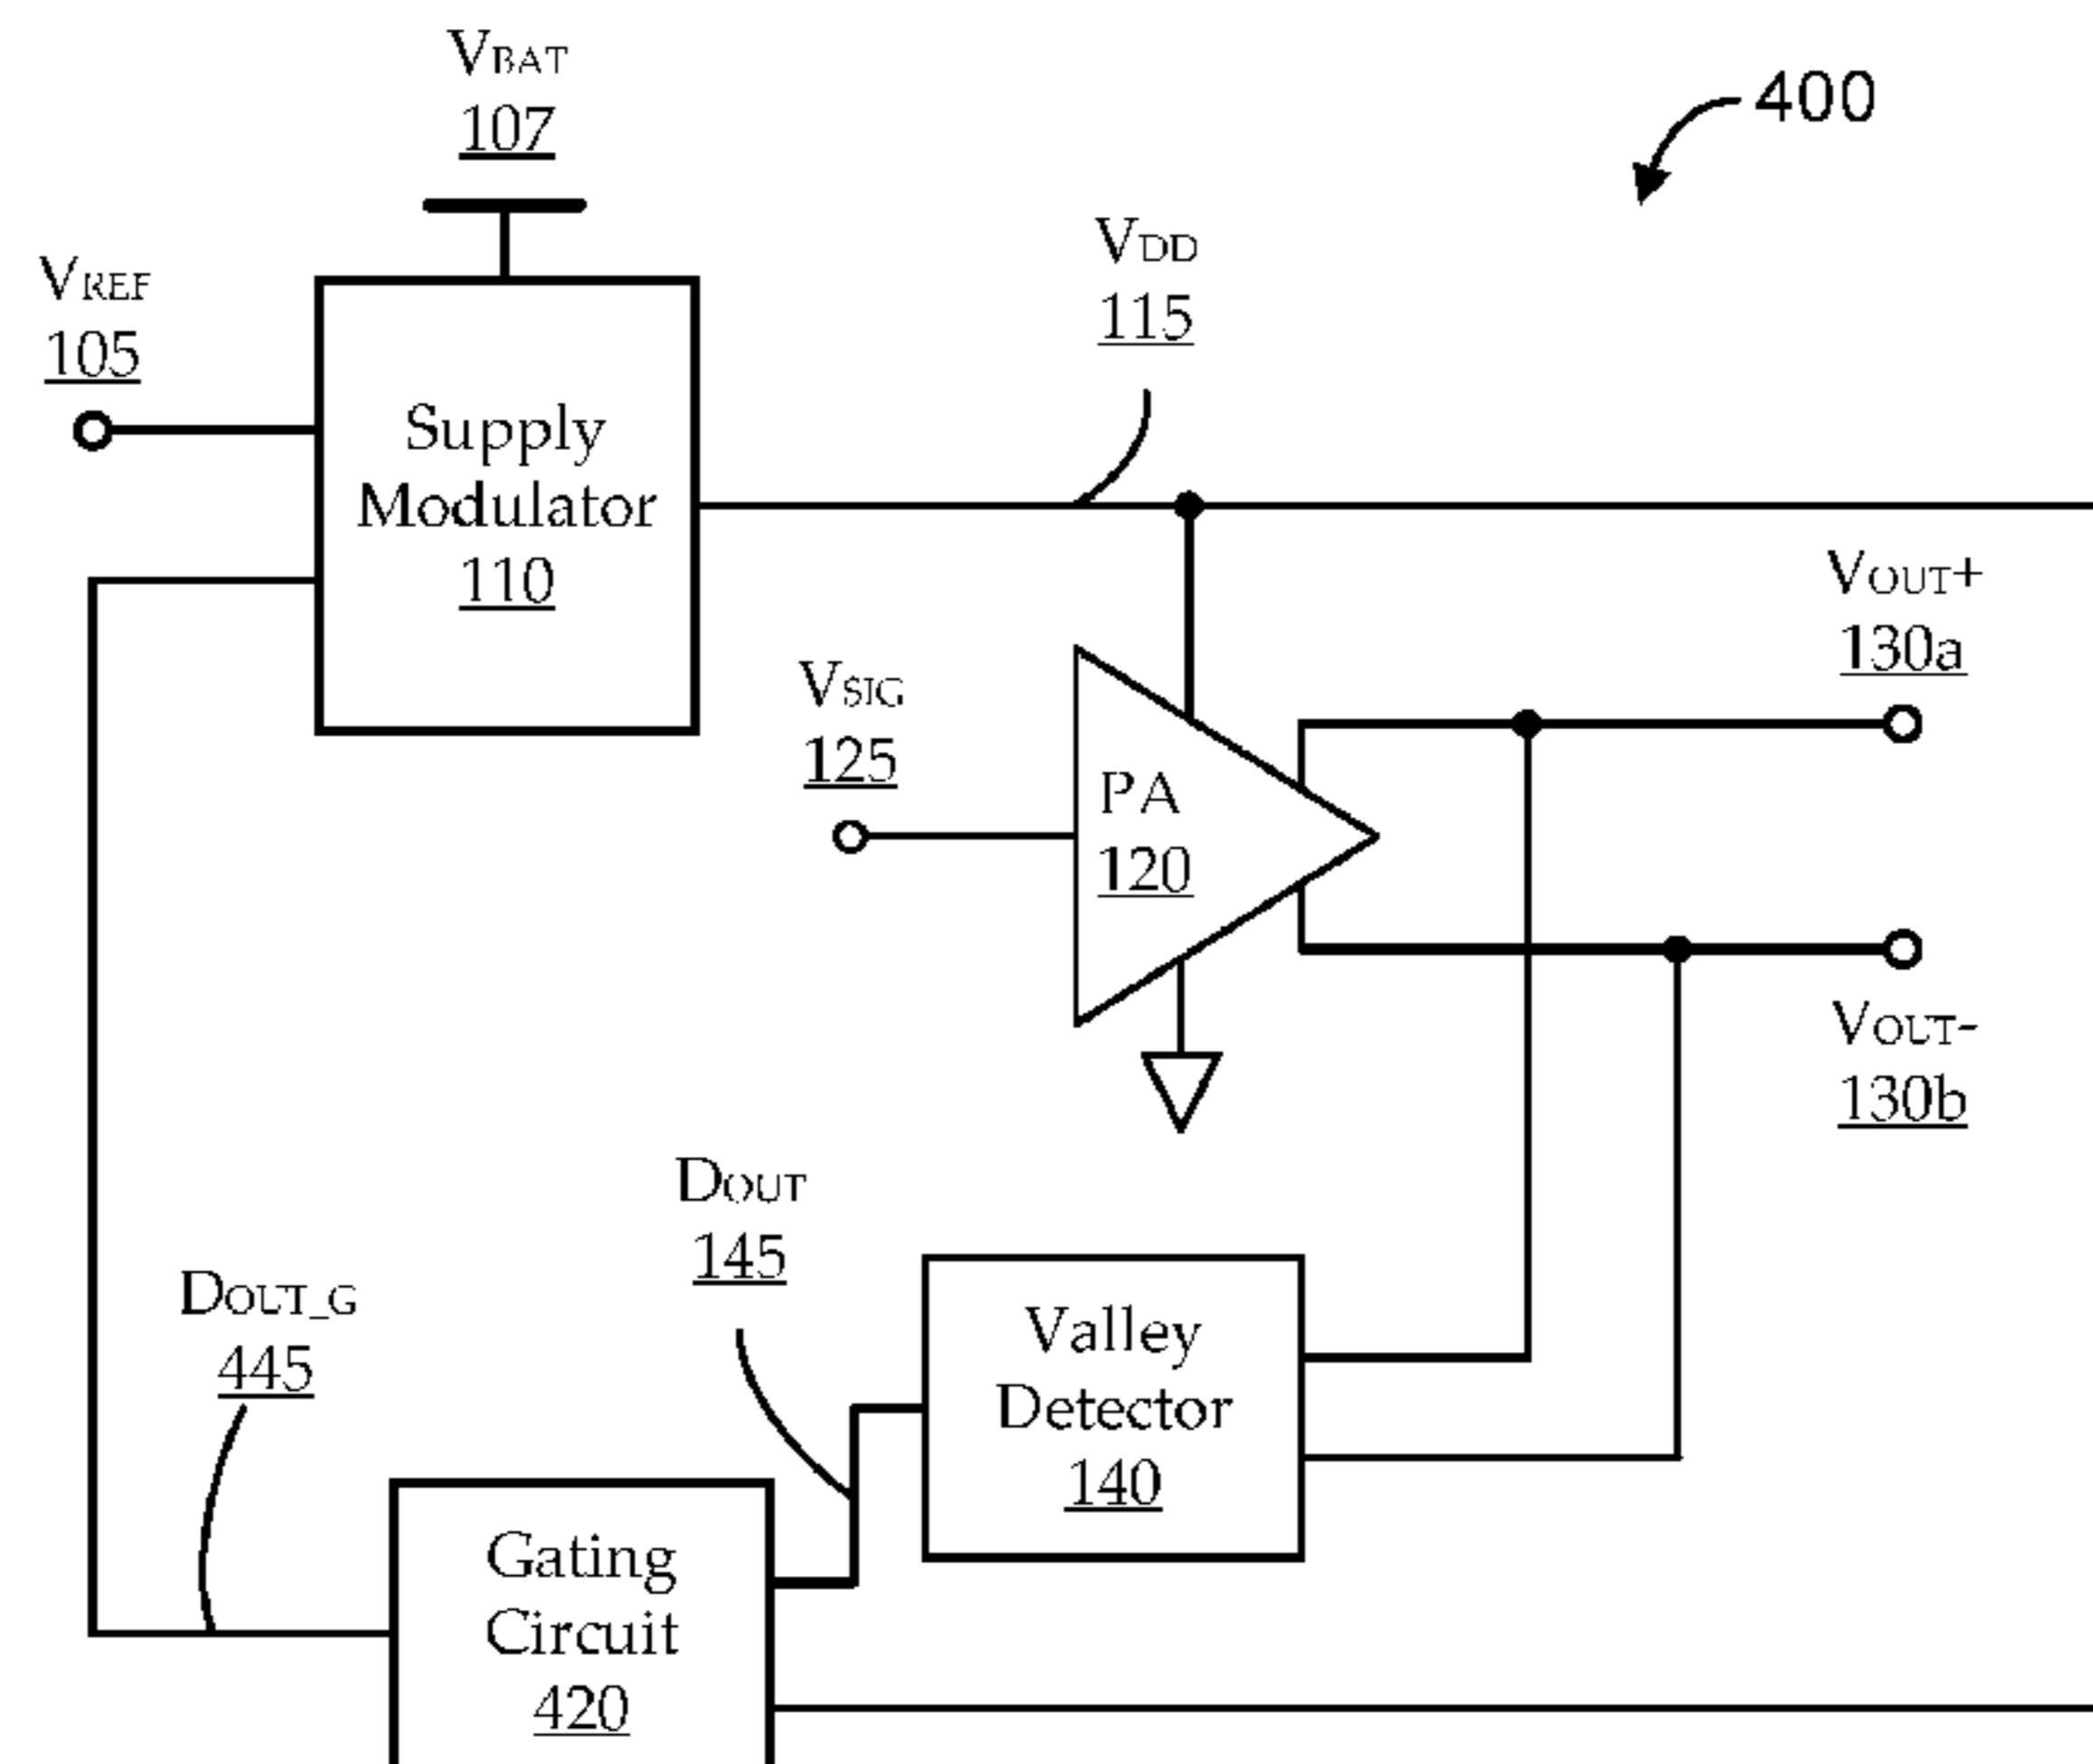 VBAT
107
400
VREF
105
VDD
115
Supply
Modulator
110
VOUT+
130a
VSIG
125
PA
120
VOUT-
130b
DOUT
145
DOUT_G
445
Valley
Detector
140
Gating
Circuit
420